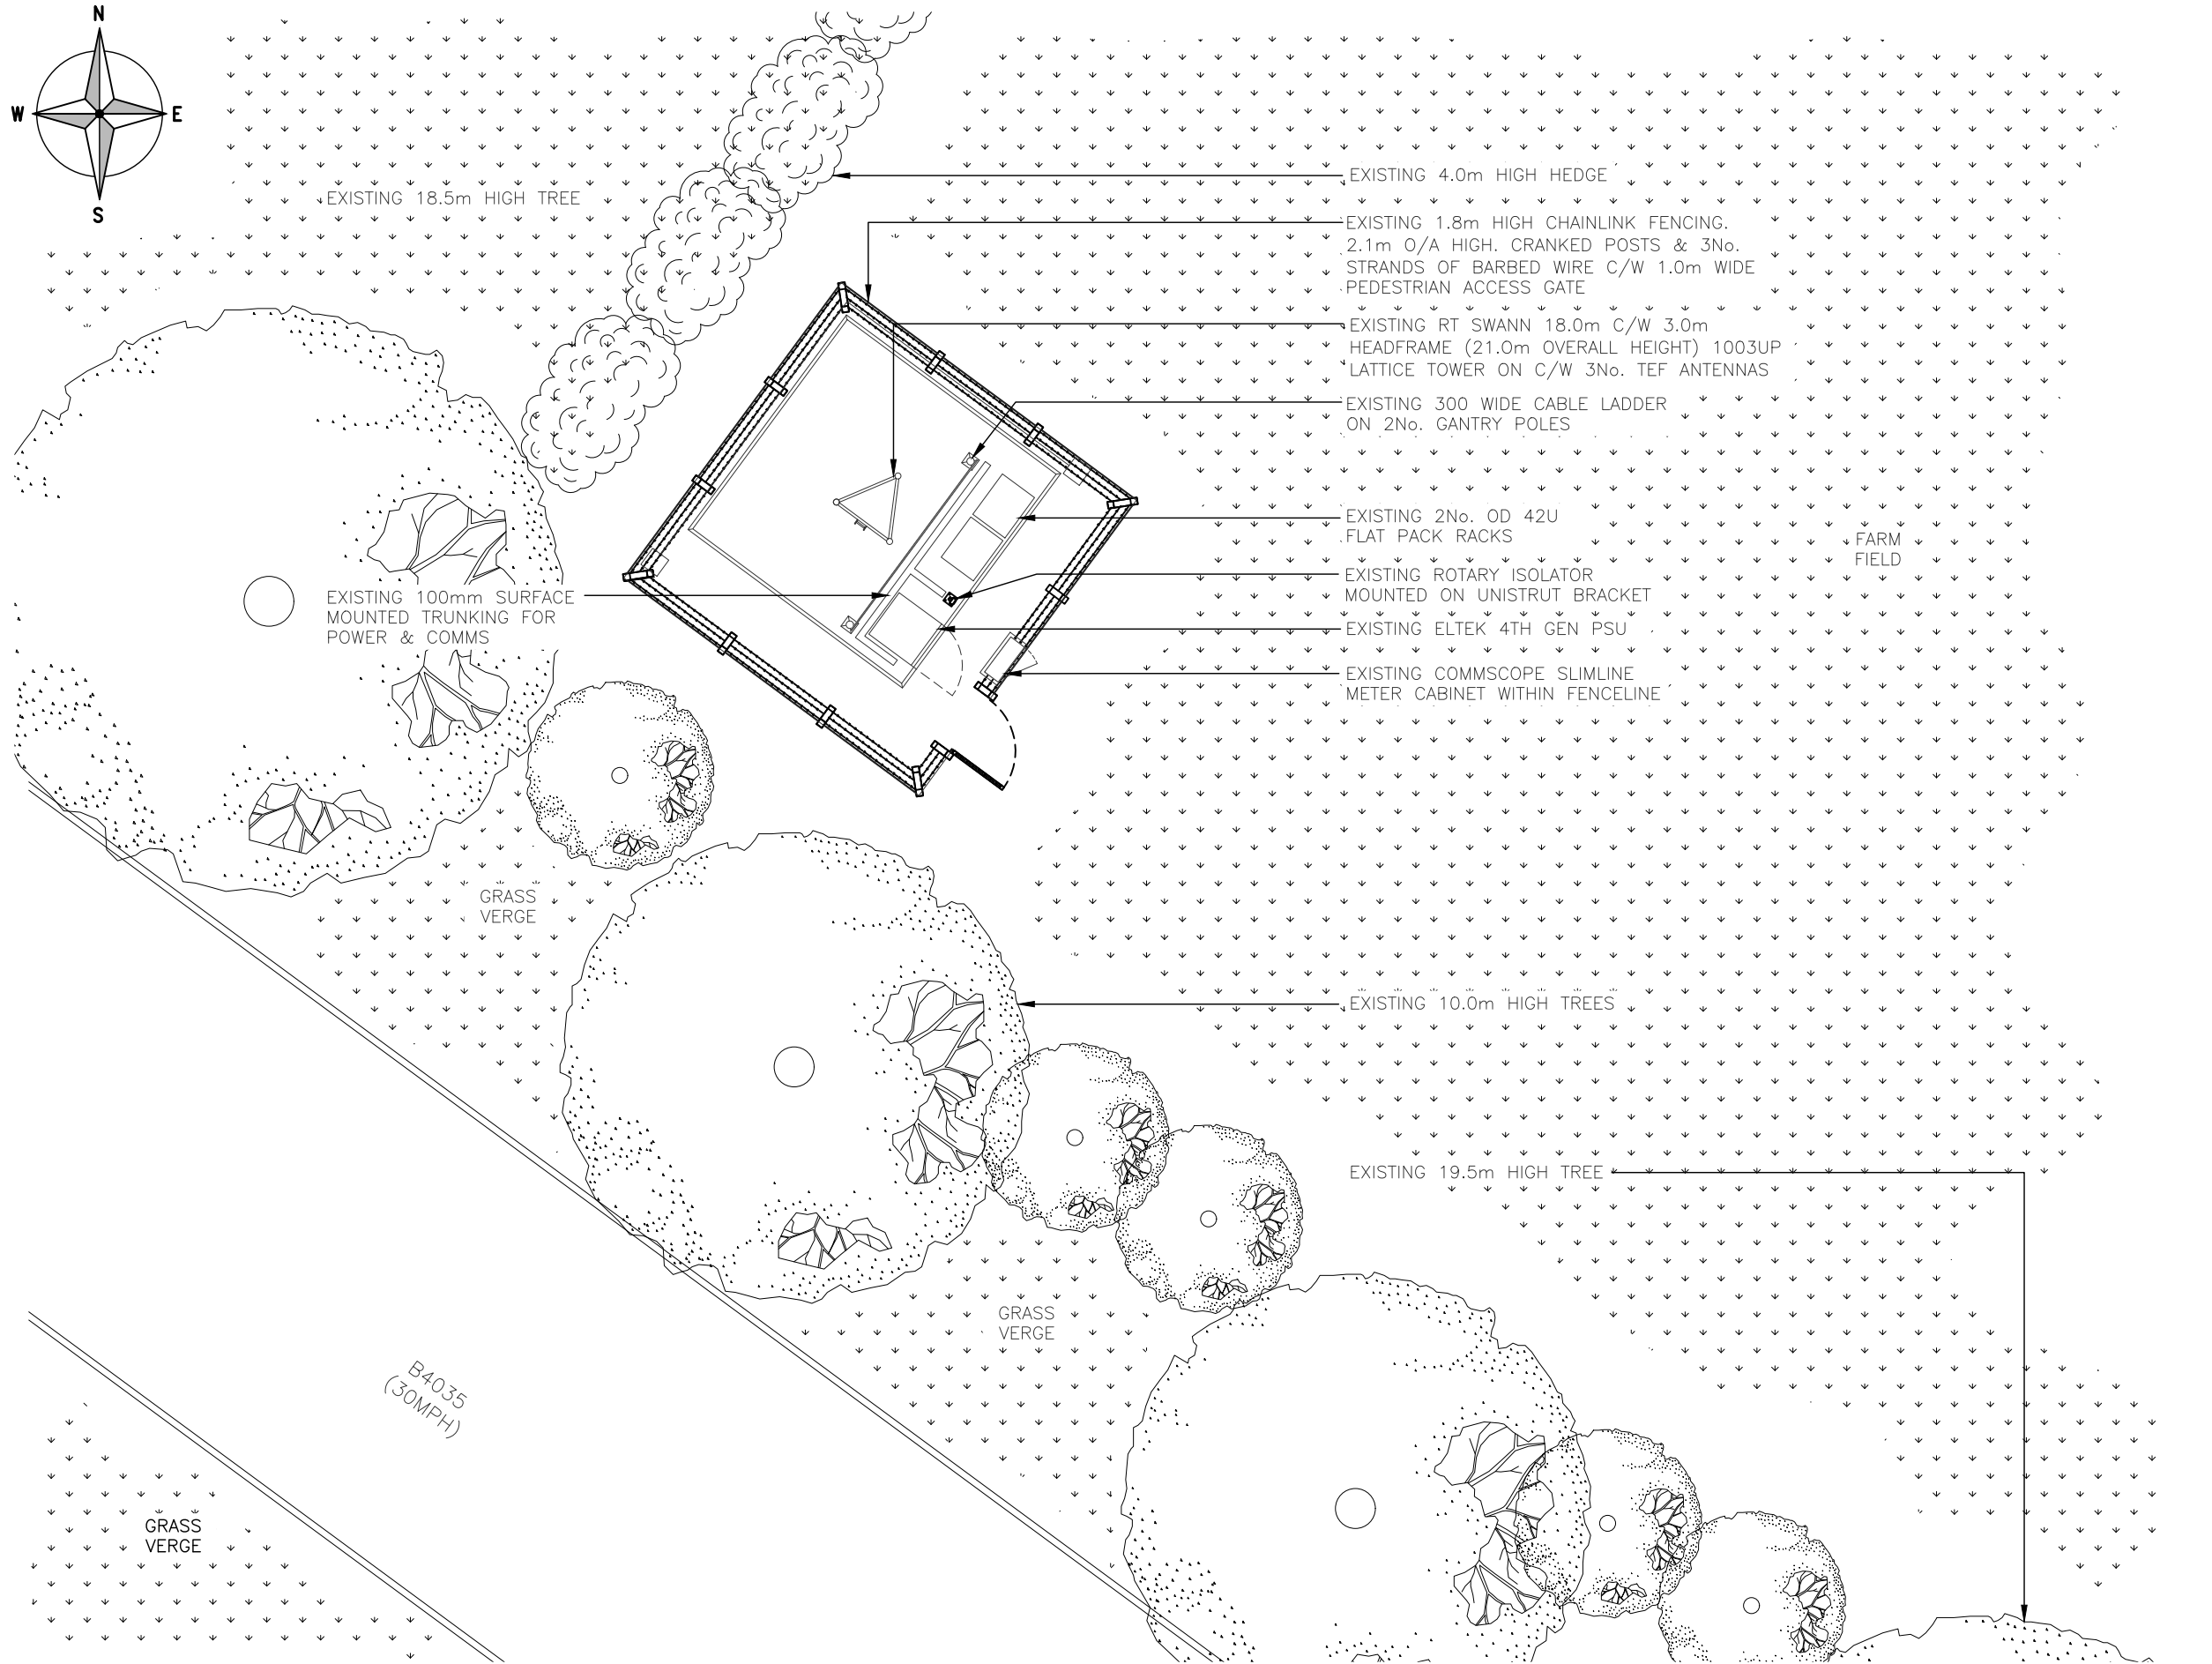 N
W
E
S
EXISTING 18.5m HIGH TREE
EXISTING 4.0m HIGH HEDGE
EXISTING 1.8m HIGH CHAINLINK FENCING.
2.1m O/A HIGH. CRANKED POSTS & 3No.
STRANDS OF BARBED WIRE C/W 1.0m WIDE
PEDESTRIAN ACCESS GATE
EXISTING RT SWANN 18.0m C/W 3.0m
HEADFRAME (21.0m OVERALL HEIGHT) 1003UP
LATTICE TOWER ON C/W 3No. TEF ANTENNAS
EXISTING 300 WIDE CABLE LADDER
ON 2No. GANTRY POLES
EXISTING 2No. OD 42U
FLAT PACK RACKS
FARM
FIELD
EXISTING ROTARY ISOLATOR
MOUNTED ON UNISTRUT BRACKET
EXISTING 100mm SURFACE
MOUNTED TRUNKING FOR
POWER & COMMS
EXISTING ELTEK 4TH GEN PSU
EXISTING COMMSCOPE SLIMLINE
METER CABINET WITHIN FENCELINE
GRASS
VERGE
EXISTING 10.0m HIGH TREES
EXISTING 19.5m HIGH TREE
GRASS
VERGE
B4035
(30MPH)
GRASS
VERGE